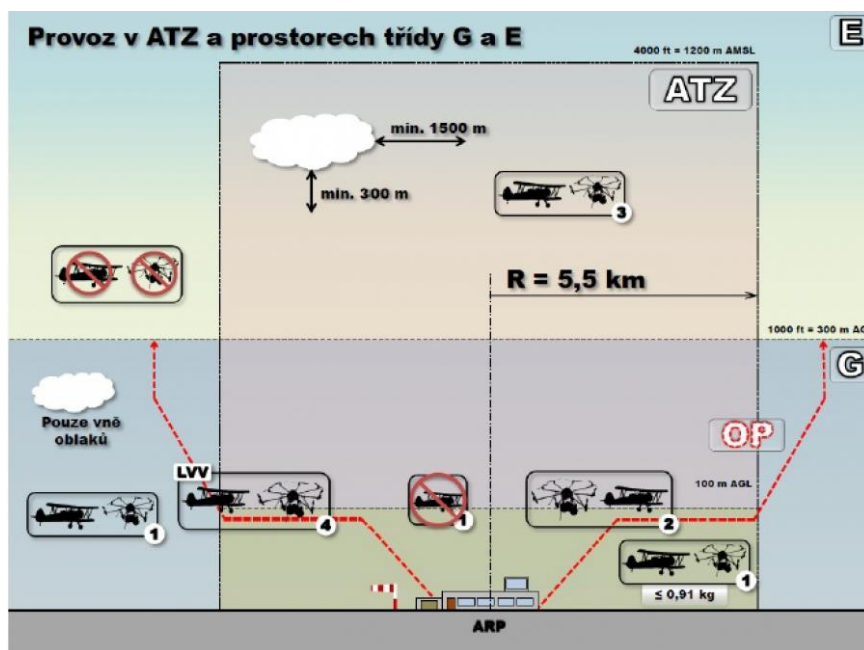 Provoz v ATZ a prostorech třídy G a E
4000 ft = 1200 m AMSL
E
ATZ
min. 1500 m
min. 300 m
3
R = 5,5 km
1000 ft = 300 m AG
G
Pouze vně
oblaků
OP
LVV
100 m AGL
1
4
1
2
1
≤ 0,91 kg
ARP